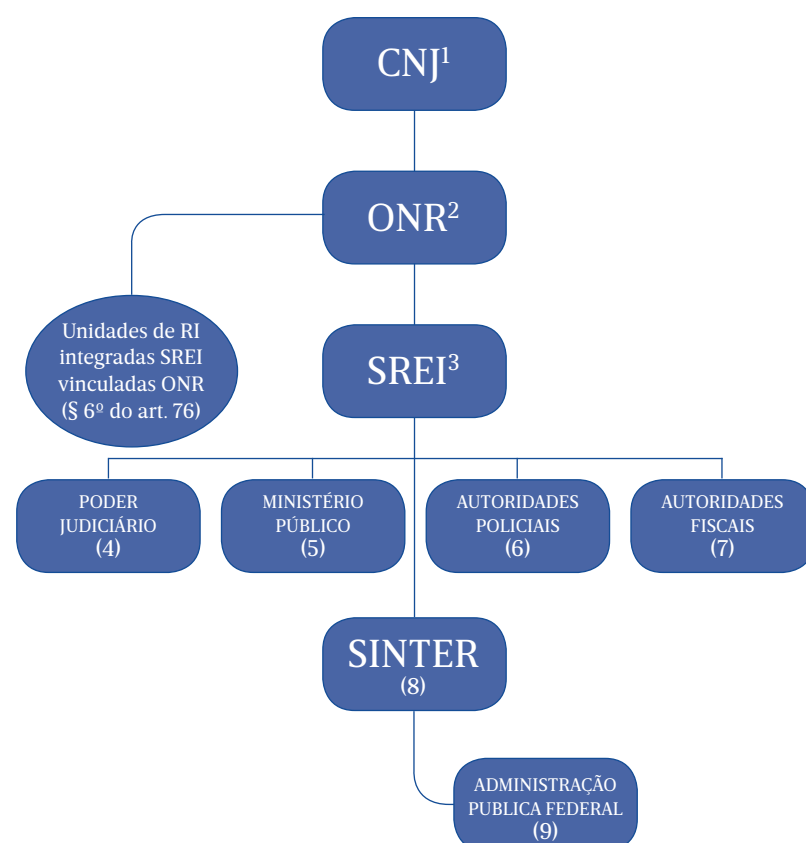 CNJ¹
ONR²
Unidades de RI
integradas SREI
vinculadas ONR
(§ 6º do art. 76)
SREI³
PODER
JUDICIÁRIO
(4)
MINISTÉRIO
PÚBLICO
(5)
AUTORIDADES
POLICIAIS
(6)
AUTORIDADES
FISCAIS
(7)
SINTER
(8)
ADMINISTRAÇÃO
PUBLICA FEDERAL
(9)